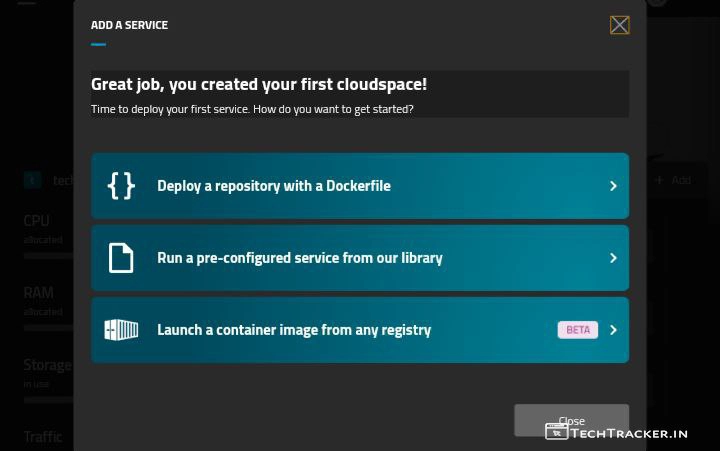 ADD A SERVICE
Great job, you created your first cloudspace!
Time to deploy your first service. How do you want to get started?
t tech
+ Add
{ } Deploy a repository with a Dockerfile
CPU
allocated
Run a pre-configured service from our library
RAM
allocated
Launch a container image from any registry BETA
Storage
in use
Close
TECHTRACKER.IN
Traffic